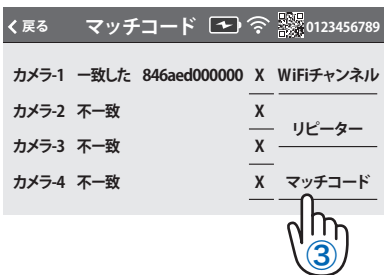 戻る マッチコード 0123456789
カメラ-1 一致した 846aed000000 X WiFiチャンネル
カメラ-2 不一致 X
リピーター
カメラ-3 不一致 X
カメラ-4 不一致 X マッチコード
③